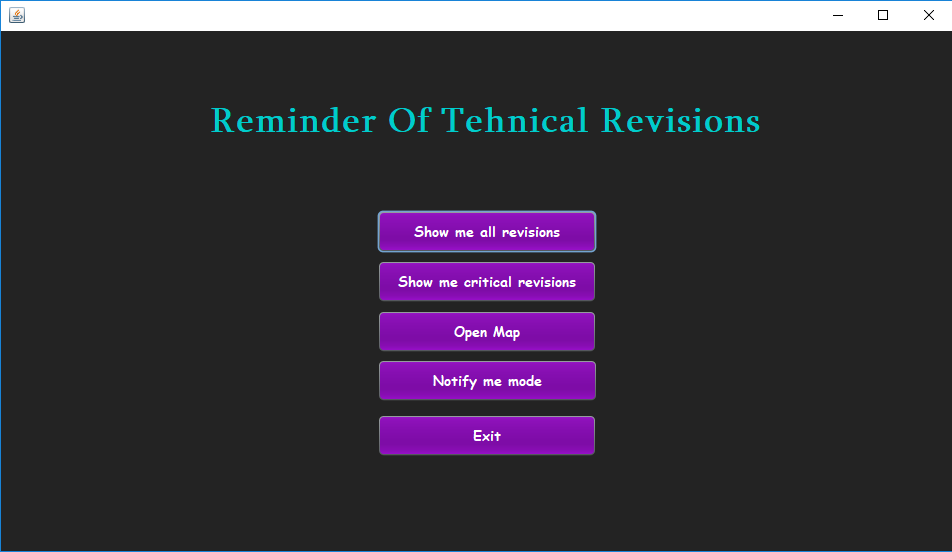 Reminder Of Tehnical Revisions
Show me all revisions
Show me critical revisions
Open Map
Notify me mode
Exit